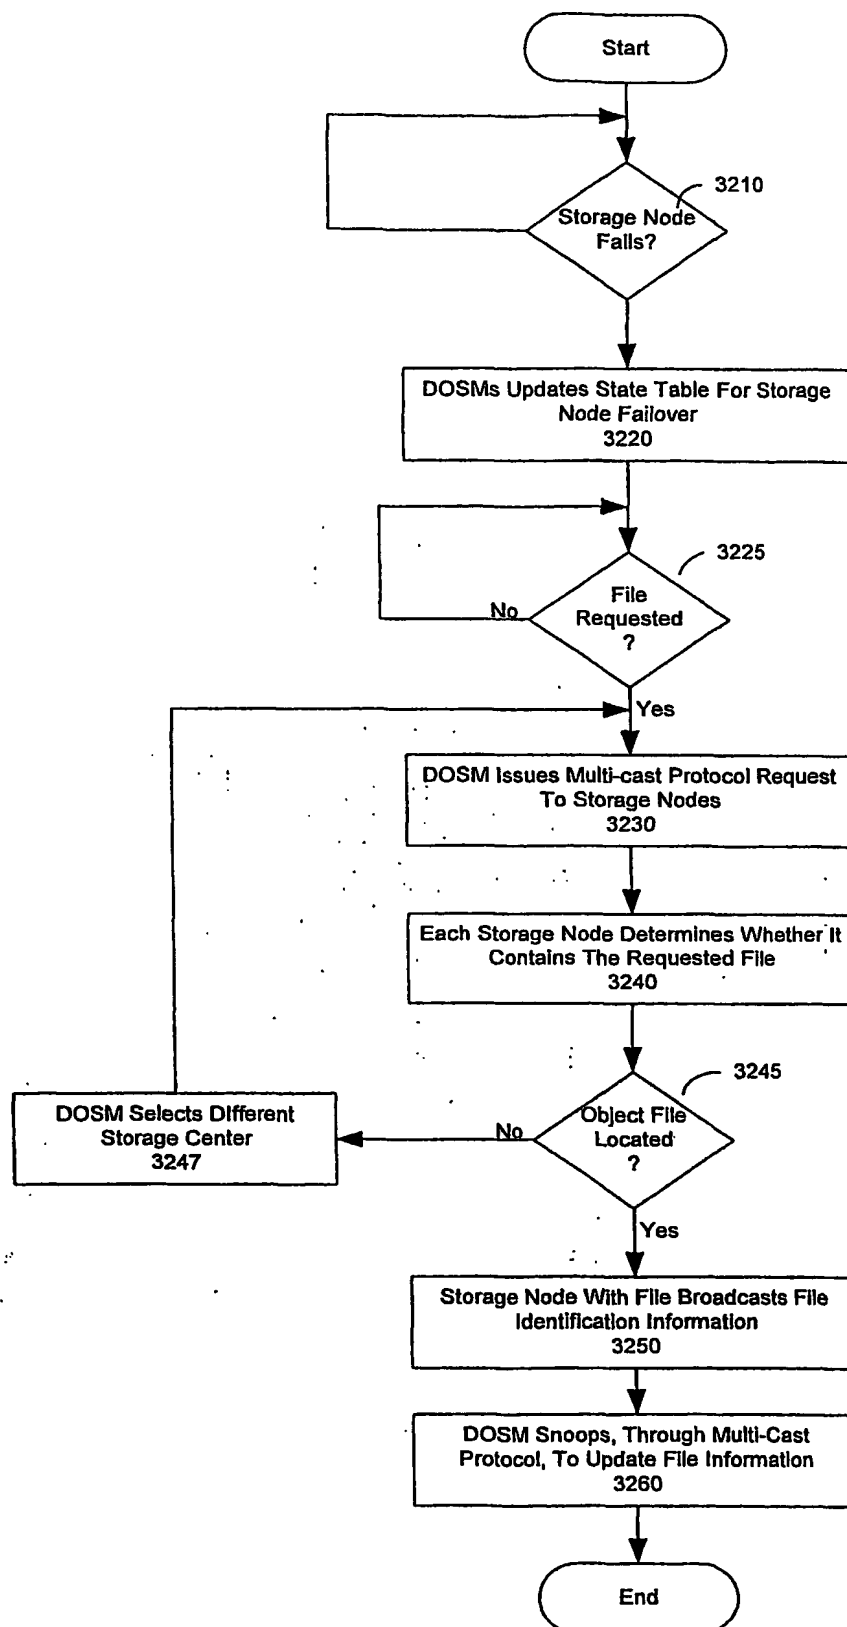 Start
3210
Storage Node
Fails?
DOSMs Updates State Table For Storage
Node Failover
3220
3225
File
Requested
?
No
Yes
DOSM Issues Multi-cast Protocol Request
To Storage Nodes
3230
Each Storage Node Determines Whether It
Contains The Requested File
3240
3245
Object File
Located
?
No
DOSM Selects Different
Storage Center
3247
Yes
Storage Node With File Broadcasts File
Identification Information
3250
DOSM Snoops, Through Multi-Cast
Protocol, To Update File Information
3260
End